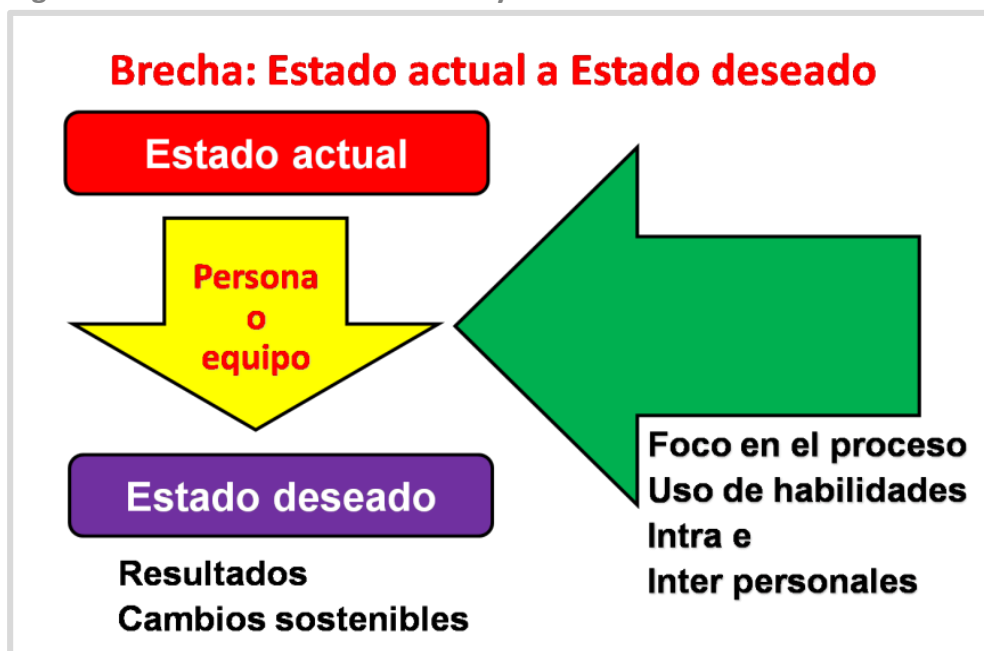 Brecha: Estado actual a Estado deseado
Estado actual
Persona
o
equipo
Estado deseado
Resultados
Cambios sostenibles
Foco en el proceso
Uso de habilidades
Intra e
Inter personales